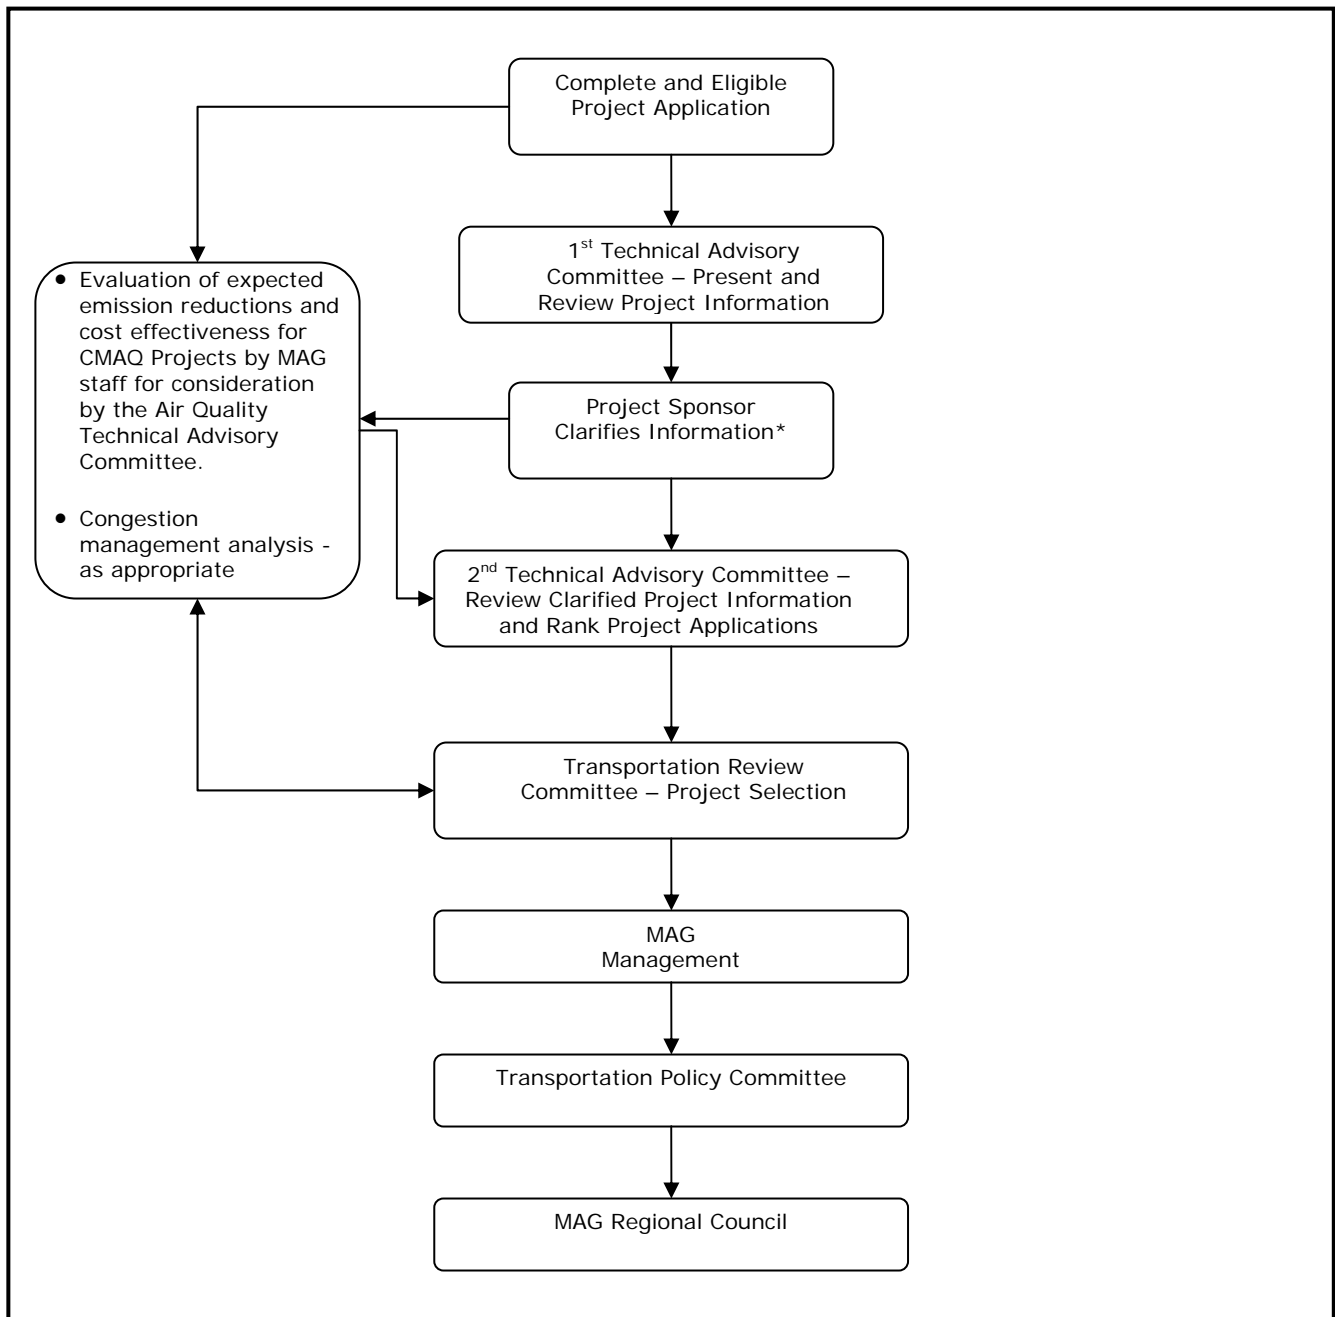 Complete and Eligible
Project Application
1st Technical Advisory
Committee – Present and
Review Project Information
• Evaluation of expected
emission reductions and
cost effectiveness for
CMAQ Projects by MAG
staff for consideration
by the Air Quality
Technical Advisory
Committee.
• Congestion
management analysis -
as appropriate
Project Sponsor
Clarifies Information*
2nd Technical Advisory Committee –
Review Clarified Project Information
and Rank Project Applications
Transportation Review
Committee – Project Selection
MAG
Management
Transportation Policy Committee
MAG Regional Council